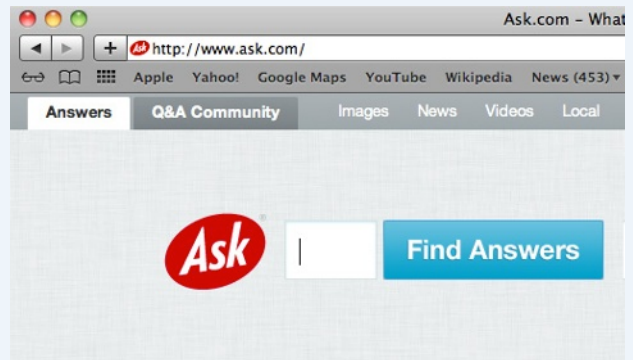 Ask.com – What
http://www.ask.com/
Apple Yahoo! Google Maps YouTube Wikipedia News (453)
Answers Q&A Community Images News Videos Local
Ask Find Answers